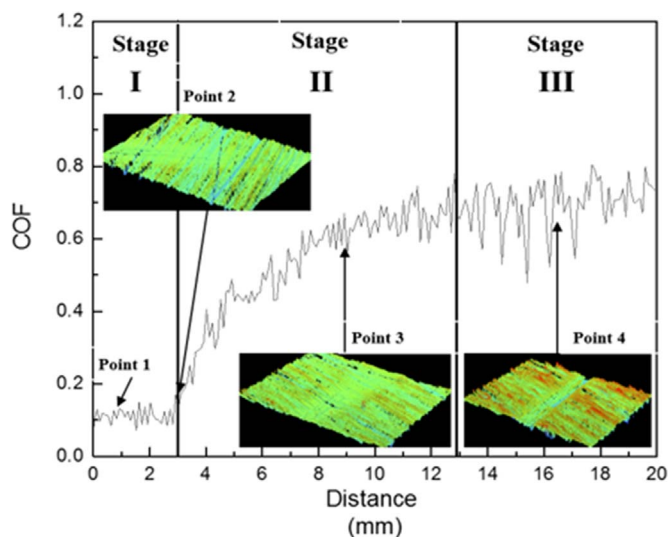 1.2
1.0
0.8
0.6
0.4
0.2
0.0
COF
Stage
I
Stage
II
Stage
III
Point 2
Point 1
Point 3
Point 4
0 2 4 6 8 10 12 14 16 18 20
Distance
(mm)